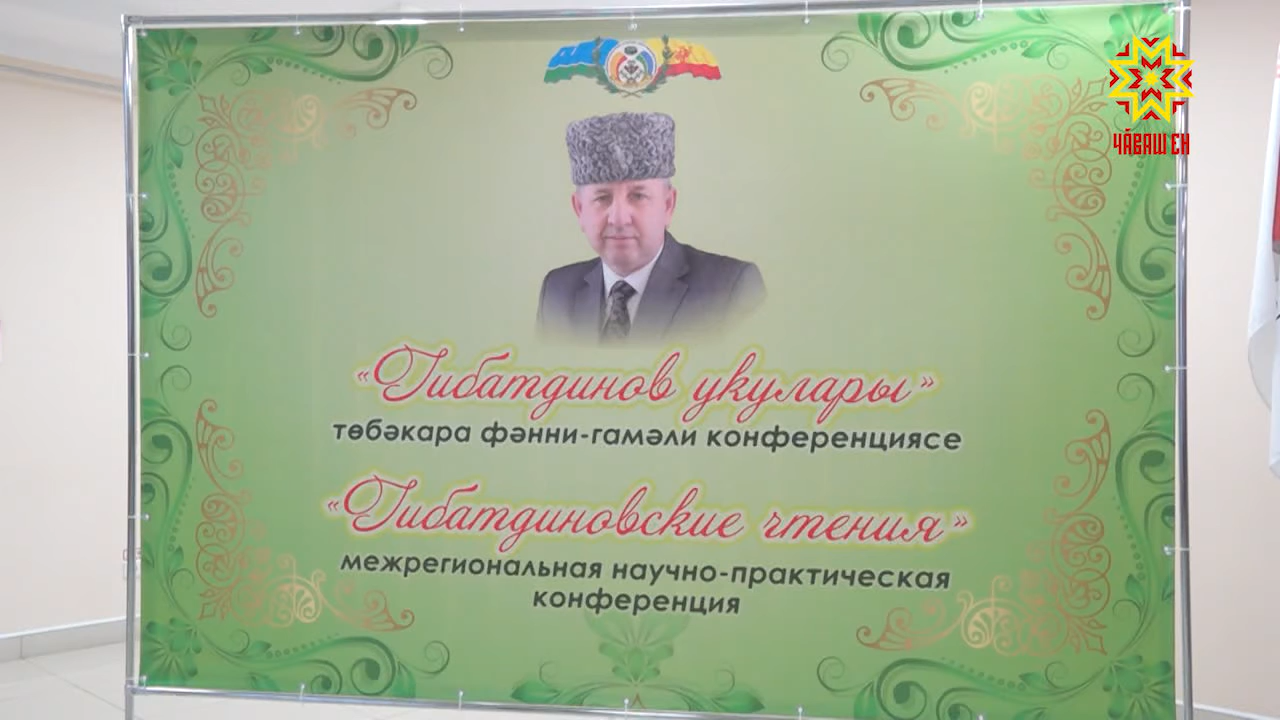 ЧӐВАШ ЕН
«Гибатдинов укулары»
төбәкара фәнни-гамәли конференциясе
«Гибатдиновские чтения»
межрегиональная научно-практическая
конференция